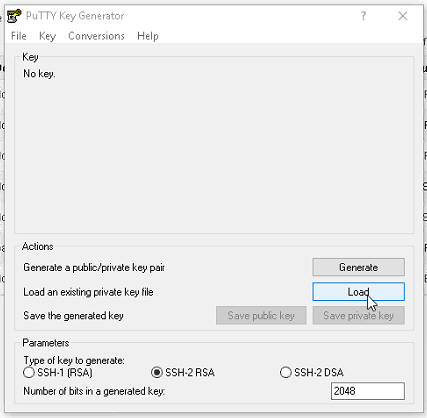 PuTTY Key Generator
File Key Conversions Help
Key
No key.
Actions
Generate a public/private key pair
Generate
Load an existing private key file
Load
Save the generated key
Save public key
Save private key
Parameters
Type of key to generate:
SSH-1 (RSA)
SSH-2 RSA
SSH-2 DSA
Number of bits in a generated key:
2048